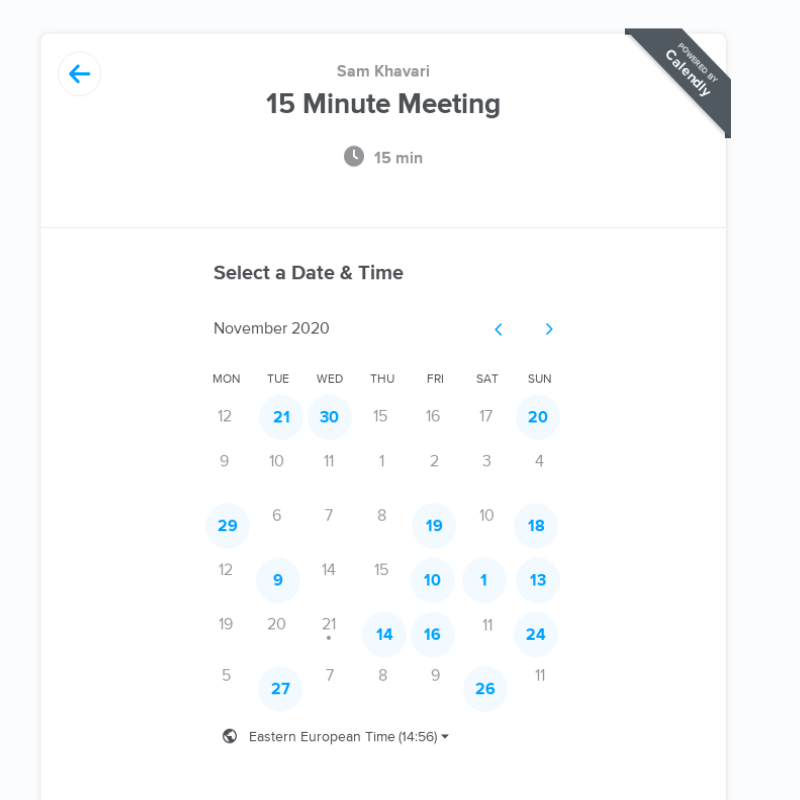 POWERED BY
Calendly
Sam Khavari
15 Minute Meeting
15 min
Select a Date & Time
November 2020
MON TUE WED THU FRI SAT SUN
12 21 30 15 16 17 20
9 10 11 1 2 3 4
29 6 7 8 19 10 18
12 9 14 15 10 1 13
19 20 21 14 16 11 24
5 27 7 8 9 26 11
Eastern European Time (14:56)